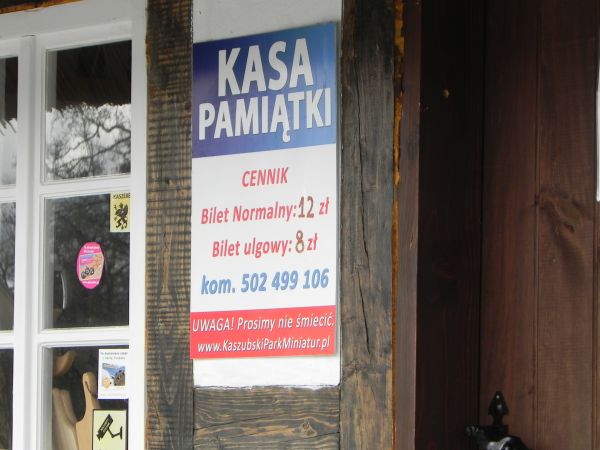 KASA
PAMIĄTKI
CENNIK
Bilet Normalny: 12 zł
Bilet ulgowy: 8 zł
kom. 502 499 106
UWAGA! Prosimy nie śmiecić.
www.KaszubskiParkMiniatur.pl
KASZËBË